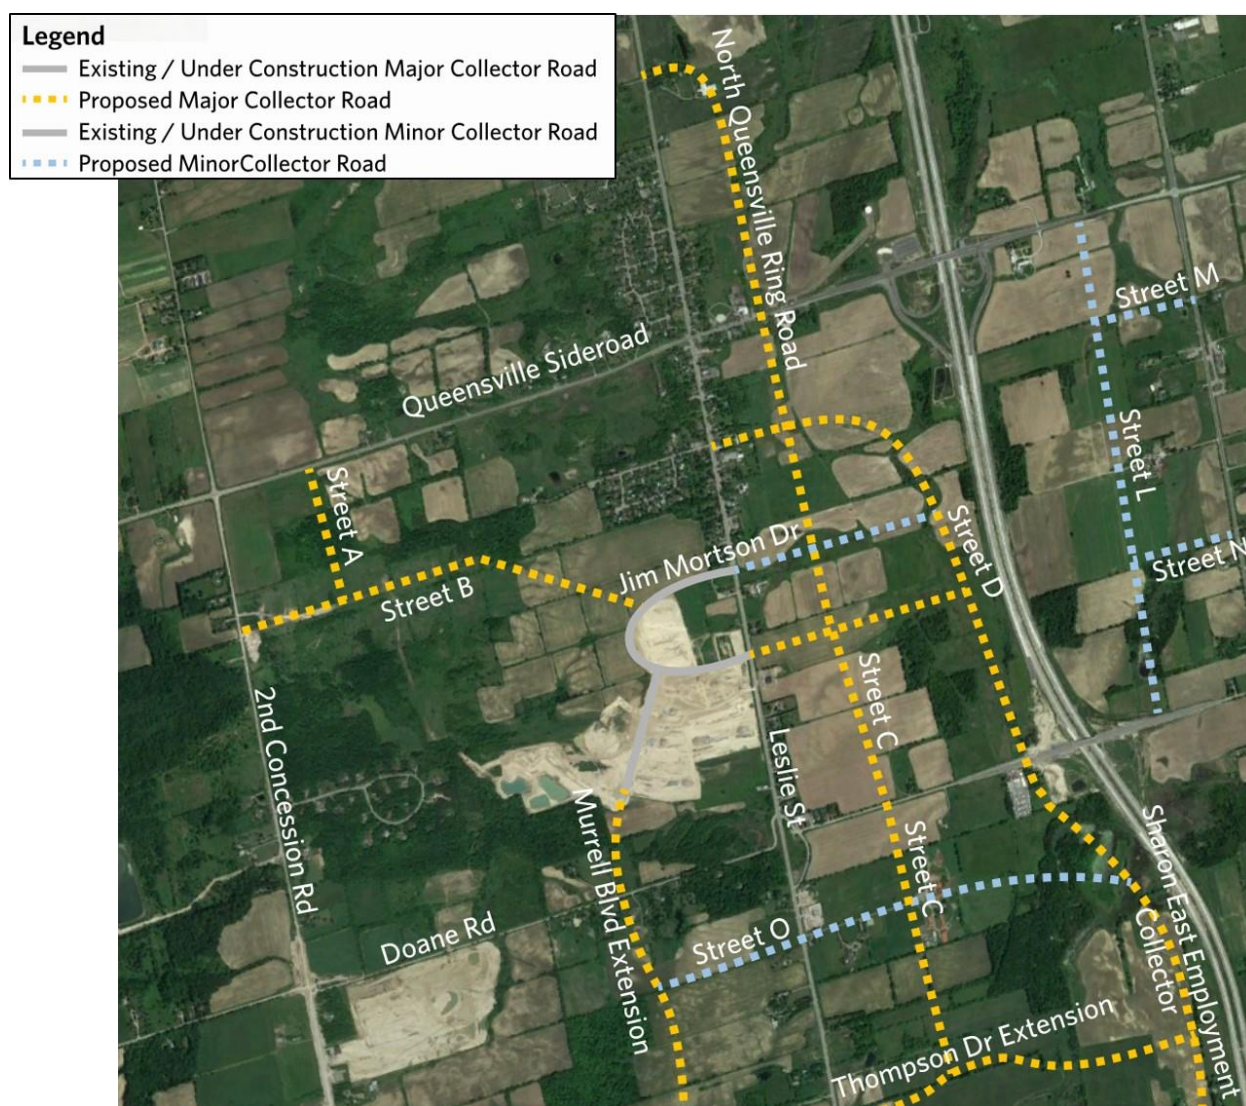 Legend
Existing / Under Construction Major Collector Road
Proposed Major Collector Road
Existing / Under Construction Minor Collector Road
Proposed MinorCollector Road
North Queensville Ring Road
Street M
Queensville Sideroad
Street L
Street A
Street D
Jim Mortson Dr
Street N
Street B
Street C
2nd Concession Rd
Leslie St
Murrell Blvd Extension
Street C
Sharon East Employment
Collector
Doane Rd
Street O
Thompson Dr Extension